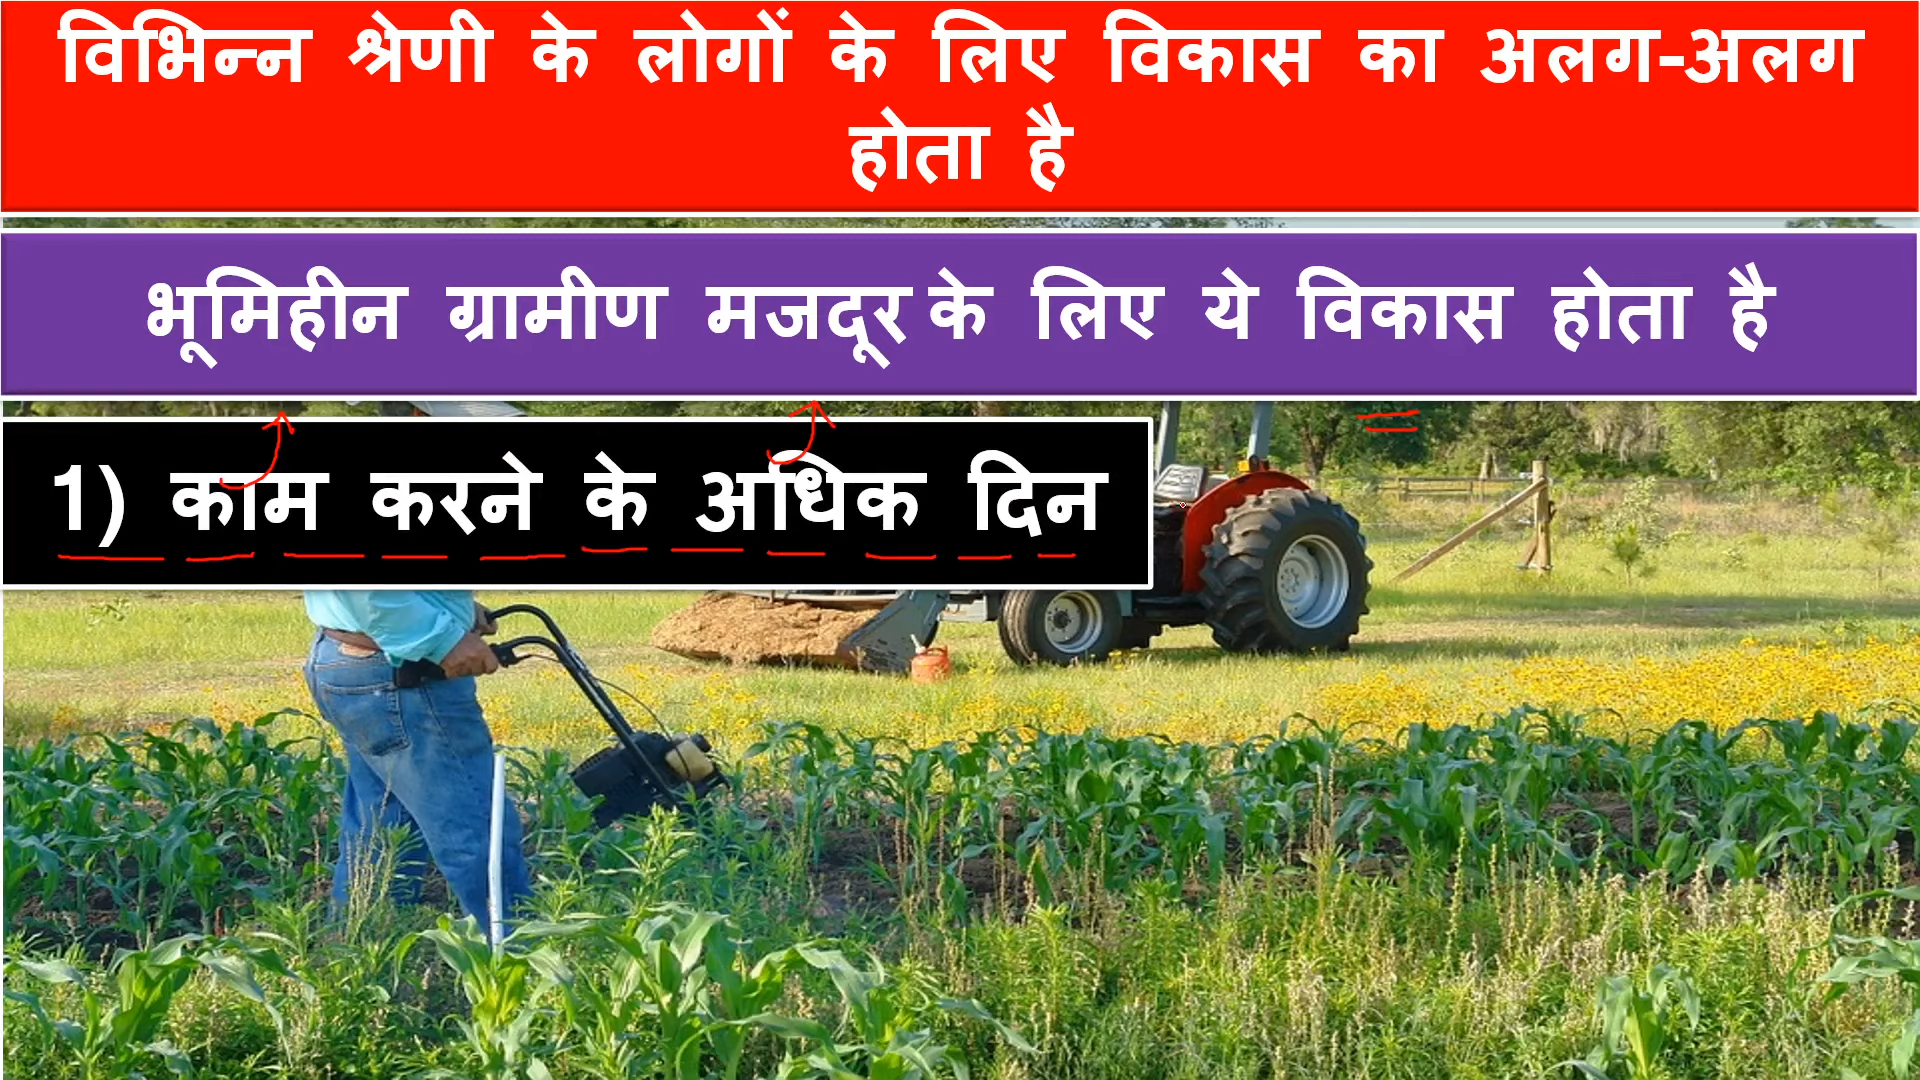 विभिन्न श्रेणी के लोगों के लिए विकास का अलग-अलग
होता है
भूमिहीन ग्रामीण मजदूर के लिए ये विकास होता है
1) काम करने के अधिक दिन